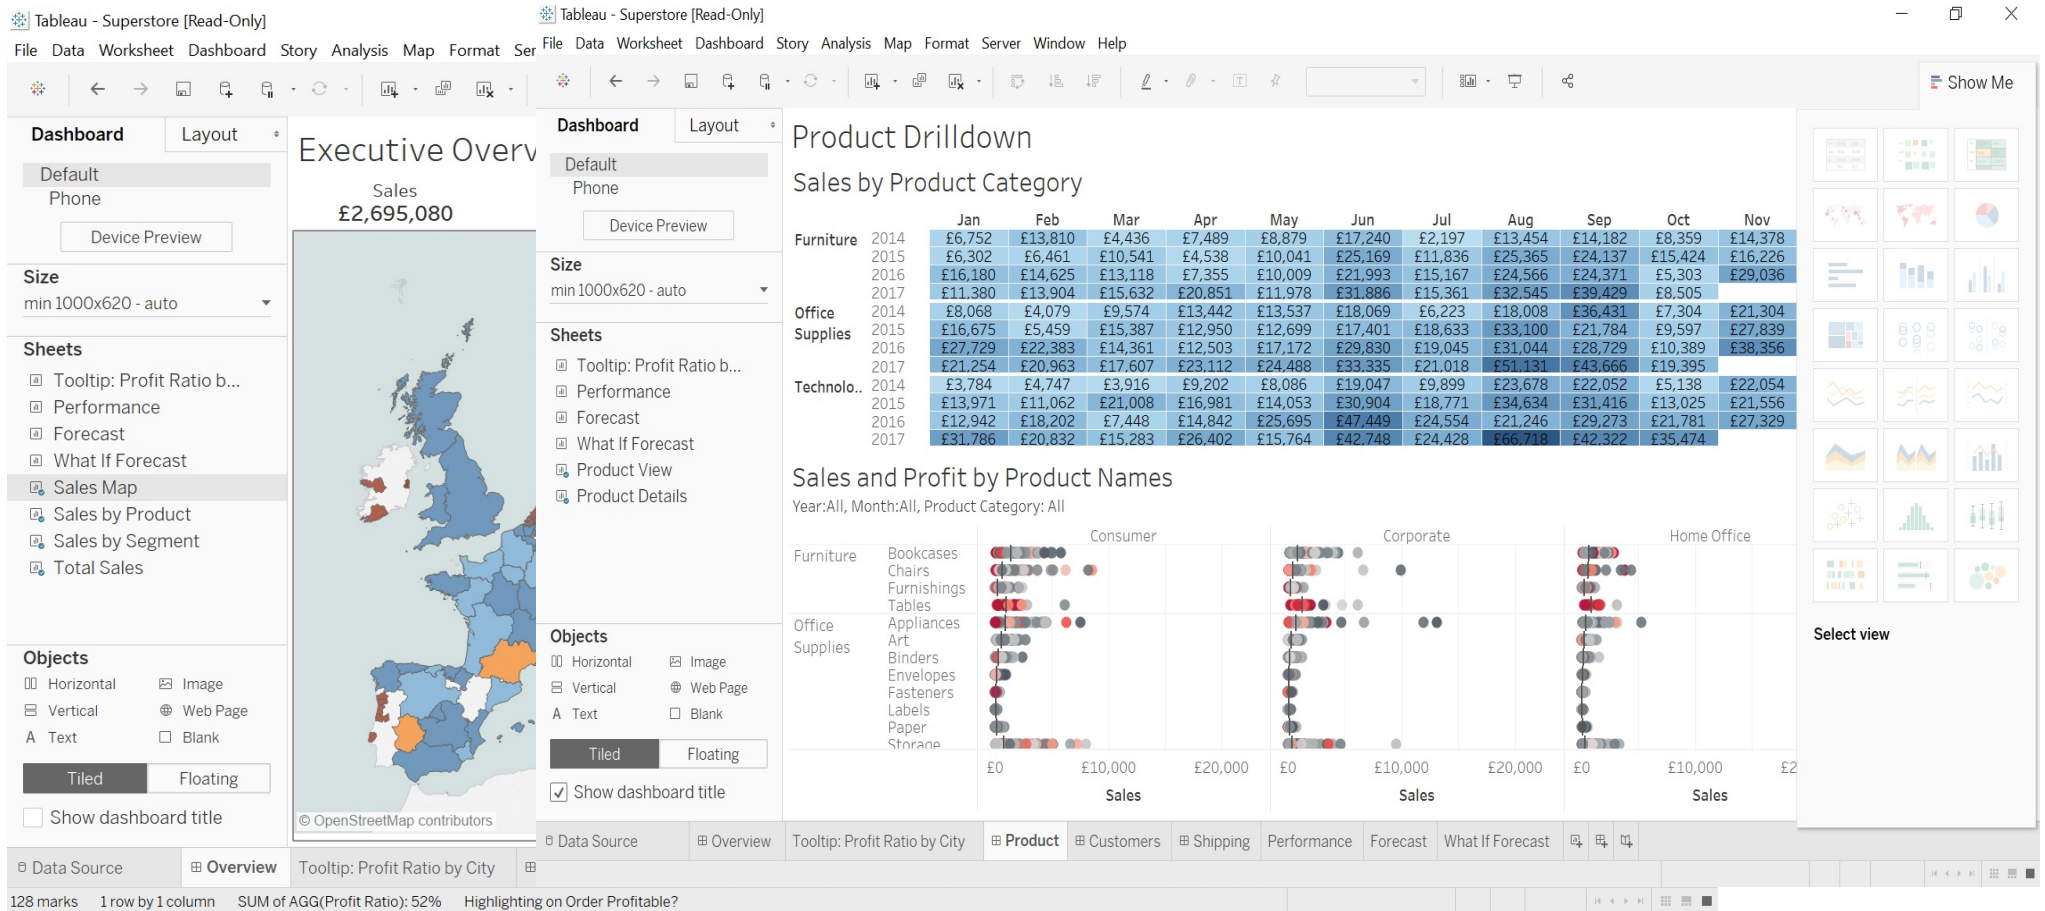 Tableau - Superstore [Read-Only]
File Data Worksheet Dashboard Story Analysis Map Format Ser
Dashboard Layout
Default
Phone
Device Preview
Size
min 1000x620 - auto
Sheets
Tooltip: Profit Ratio b...
Performance
Forecast
What If Forecast
Sales Map
Sales by Product
Sales by Segment
Total Sales
Objects
Horizontal Image
Vertical Web Page
A Text Blank
Tiled Floating
Show dashboard title
Executive Overv
Sales
£2,695,080
© OpenStreetMap contributors
Data Source Overview Tooltip: Profit Ratio by City
128 marks 1 row by 1 column SUM of AGG(Profit Ratio): 52% Highlighting on Order Profitable?
Tableau - Superstore [Read-Only]
File Data Worksheet Dashboard Story Analysis Map Format Server Window Help
Dashboard Layout
Default
Phone
Device Preview
Size
min 1000x620 - auto
Sheets
Tooltip: Profit Ratio b...
Performance
Forecast
What If Forecast
Product View
Product Details
Objects
Horizontal Image
Vertical Web Page
A Text Blank
Tiled Floating
Show dashboard title
Product Drilldown
Sales by Product Category
Jan Feb Mar Apr May Jun Jul Aug Sep Oct Nov
Furniture 2014 £6,752 £13,810 £4,436 £7,489 £8,879 £17,240 £2,197 £13,454 £14,182 £8,359 £14,378
2015 £6,302 £6,461 £10,541 £4,538 £10,041 £25,169 £11,836 £25,365 £24,137 £15,424 £16,226
2016 £16,180 £14,625 £13,118 £7,355 £10,009 £21,993 £15,167 £24,566 £24,371 £5,303 £29,036
2017 £11,380 £13,904 £15,632 £20,851 £11,978 £31,886 £15,361 £32,545 £39,429 £8,505
Office 2014 £8,068 £4,079 £9,574 £13,442 £13,537 £18,069 £6,223 £18,008 £36,431 £7,304 £21,304
Supplies 2015 £16,675 £5,459 £15,387 £12,950 £12,699 £17,401 £18,633 £33,100 £21,784 £9,597 £27,839
2016 £27,729 £22,383 £14,361 £12,503 £17,172 £29,830 £19,045 £31,044 £28,729 £10,389 £38,356
2017 £21,254 £20,963 £17,607 £23,112 £24,488 £33,335 £21,018 £51,131 £43,666 £19,395
Technolo.. 2014 £3,784 £4,747 £3,916 £9,202 £8,086 £19,047 £9,899 £23,678 £22,052 £5,138 £22,054
2015 £13,971 £11,062 £21,008 £16,981 £14,053 £30,904 £18,771 £34,634 £31,416 £13,025 £21,556
2016 £12,942 £18,202 £7,448 £14,842 £25,695 £47,449 £24,554 £21,246 £29,273 £21,781 £27,329
2017 £31,786 £20,832 £15,283 £26,402 £15,764 £42,748 £24,428 £66,718 £42,322 £35,474
Sales and Profit by Product Names
Year:All, Month:All, Product Category: All
Consumer Corporate Home Office
Furniture Bookcases
Chairs
Furnishings
Tables
Office Appliances
Supplies Art
Binders
Envelopes
Fasteners
Labels
Paper
Storage
£0 £10,000 £20,000 £0 £10,000 £20,000 £0 £10,000 £2
Sales Sales Sales
Show Me
Select view
Data Source Overview Tooltip: Profit Ratio by City Product Customers Shipping Performance Forecast What If Forecast